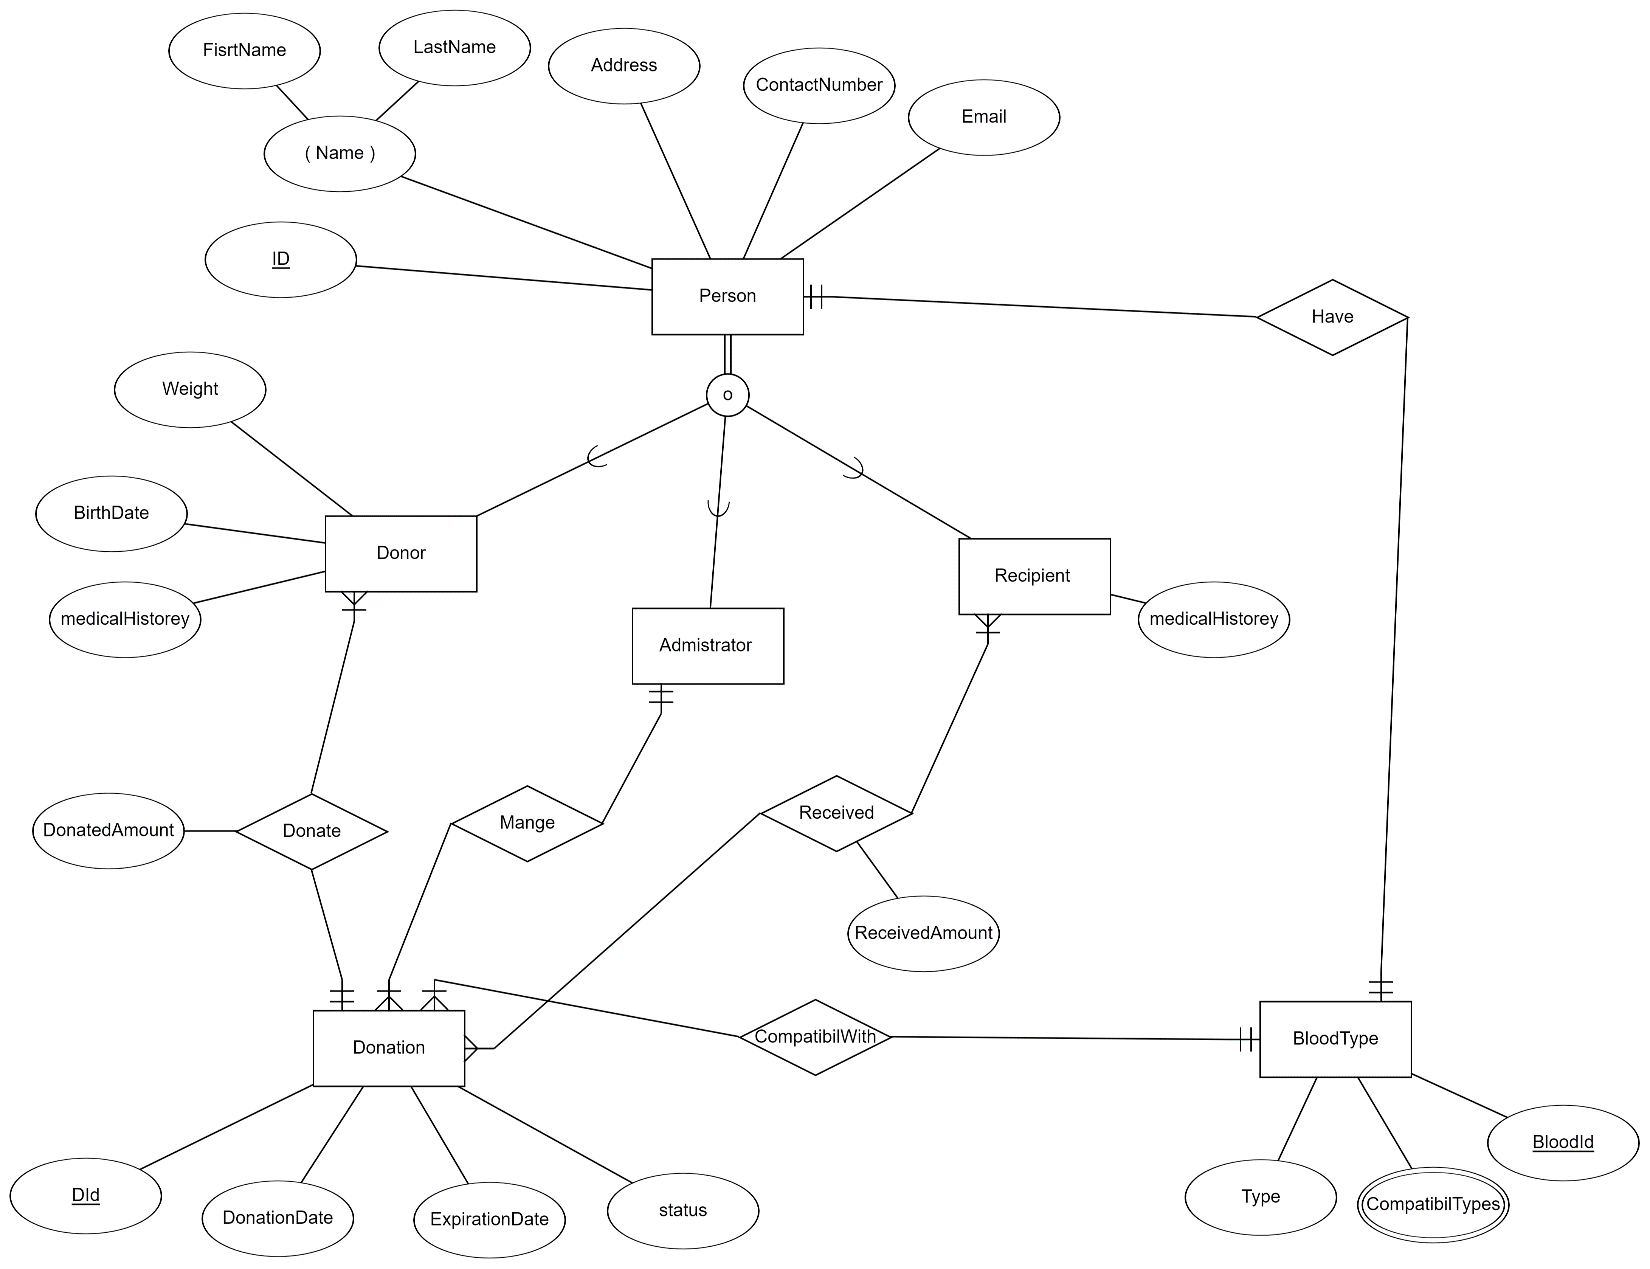 FisrtName
LastName
Address
ContactNumber
Email
( Name )
ID
Person
Have
Weight
o
BirthDate
Donor
medicalHistorey
Recipient
medicalHistorey
Admistrator
DonatedAmount
Donate
Mange
Received
ReceivedAmount
Donation
CompatibilWith
BloodType
DId
DonationDate
ExpirationDate
status
Type
CompatibilTypes
BloodId